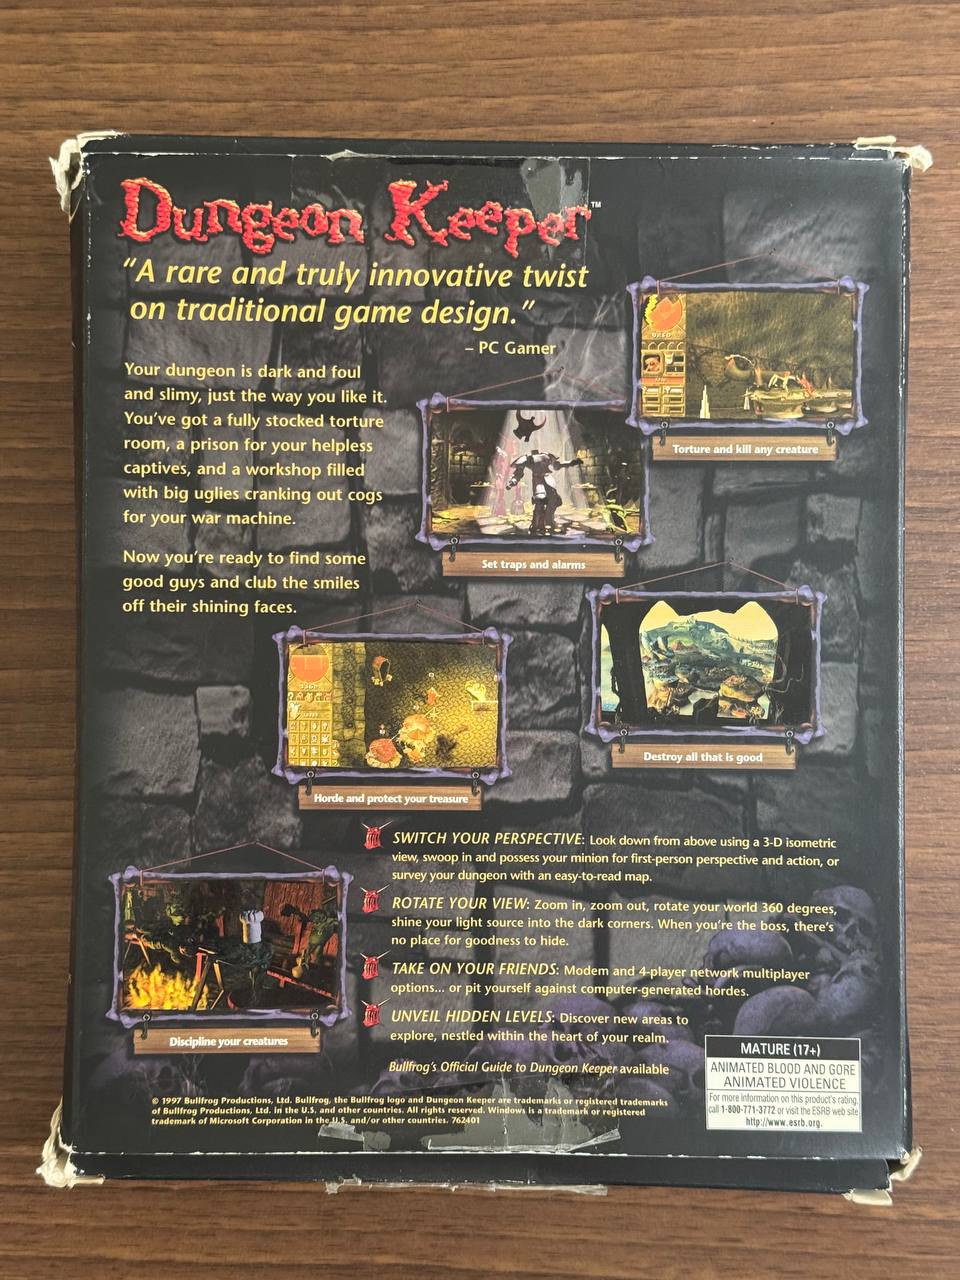 Dungeon Keeper™
“A rare and truly innovative twist
on traditional game design.”
– PC Gamer
Your dungeon is dark and foul
and slimy, just the way you like it.
You've got a fully stocked torture
room, a prison for your helpless
captives, and a workshop filled
with big uglies cranking out cogs
for your war machine.
Now you're ready to find some
good guys and club the smiles
off their shining faces.
Torture and kill any creature
Set traps and alarms
Destroy all that is good
Horde and protect your treasure
Discipline your creatures
SWITCH YOUR PERSPECTIVE: Look down from above using a 3-D isometric
view, swoop in and possess your minion for first-person perspective and action, or
survey your dungeon with an easy-to-read map.
ROTATE YOUR VIEW: Zoom in, zoom out, rotate your world 360 degrees,
shine your light source into the dark corners. When you're the boss, there's
no place for goodness to hide.
TAKE ON YOUR FRIENDS: Modem and 4-player network multiplayer
options... or pit yourself against computer-generated hordes.
UNVEIL HIDDEN LEVELS: Discover new areas to
explore, nestled within the heart of your realm.
Bullfrog's Official Guide to Dungeon Keeper available
© 1997 Bullfrog Productions, Ltd. Bullfrog, the Bullfrog logo and Dungeon Keeper are trademarks or registered trademarks
of Bullfrog Productions, Ltd. in the U.S. and other countries. All rights reserved. Windows is a trademark or registered
trademark of Microsoft Corporation in the U.S. and/or other countries. 762401
MATURE (17+)
ANIMATED BLOOD AND GORE
ANIMATED VIOLENCE
For more information on this product's rating,
call 1-800-771-3772 or visit the ESRB web site
http://www.esrb.org.